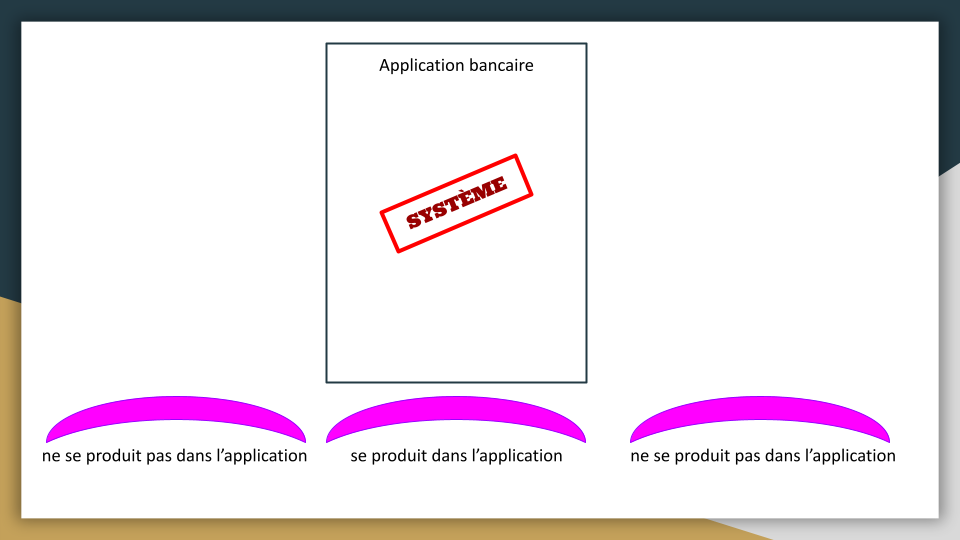 Application bancaire
SYSTÈME
ne se produit pas dans l’application
se produit dans l’application
ne se produit pas dans l’application